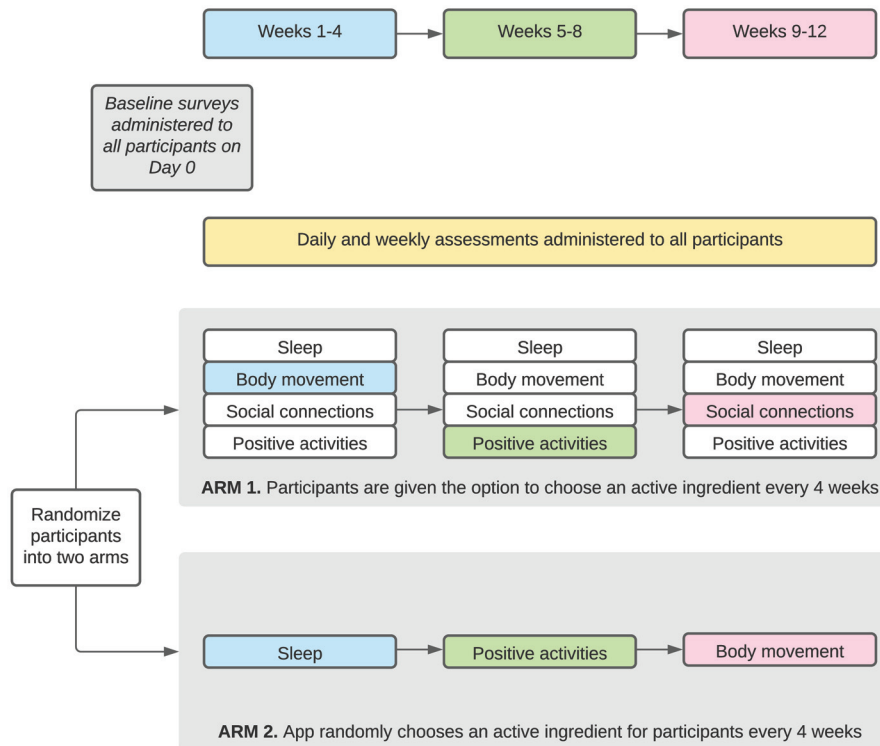 Weeks 1-4
Weeks 5-8
Weeks 9-12
Baseline surveys
administered to
all participants on
Day 0
Daily and weekly assessments administered to all participants
Sleep
Body movement
Social connections
Positive activities
Sleep
Body movement
Social connections
Positive activities
Sleep
Body movement
Social connections
Positive activities
ARM 1. Participants are given the option to choose an active ingredient every 4 weeks
Randomize
participants
into two arms
Sleep
Positive activities
Body movement
ARM 2. App randomly chooses an active ingredient for participants every 4 weeks